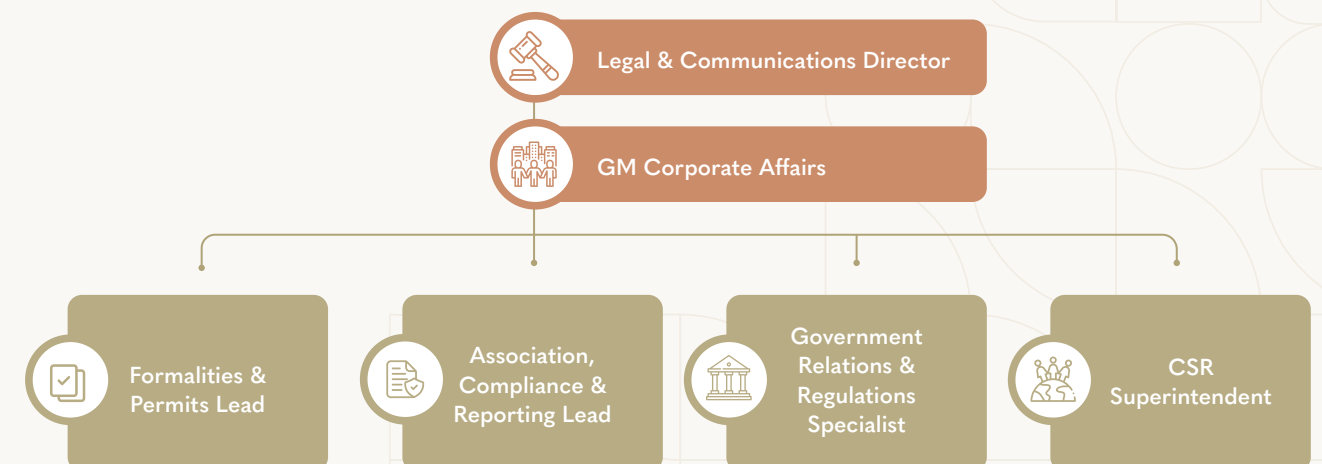 Legal & Communications Director
GM Corporate Affairs
Formalities &
Permits Lead
Association,
Compliance &
Reporting Lead
Government
Relations &
Regulations
Specialist
CSR
Superintendent